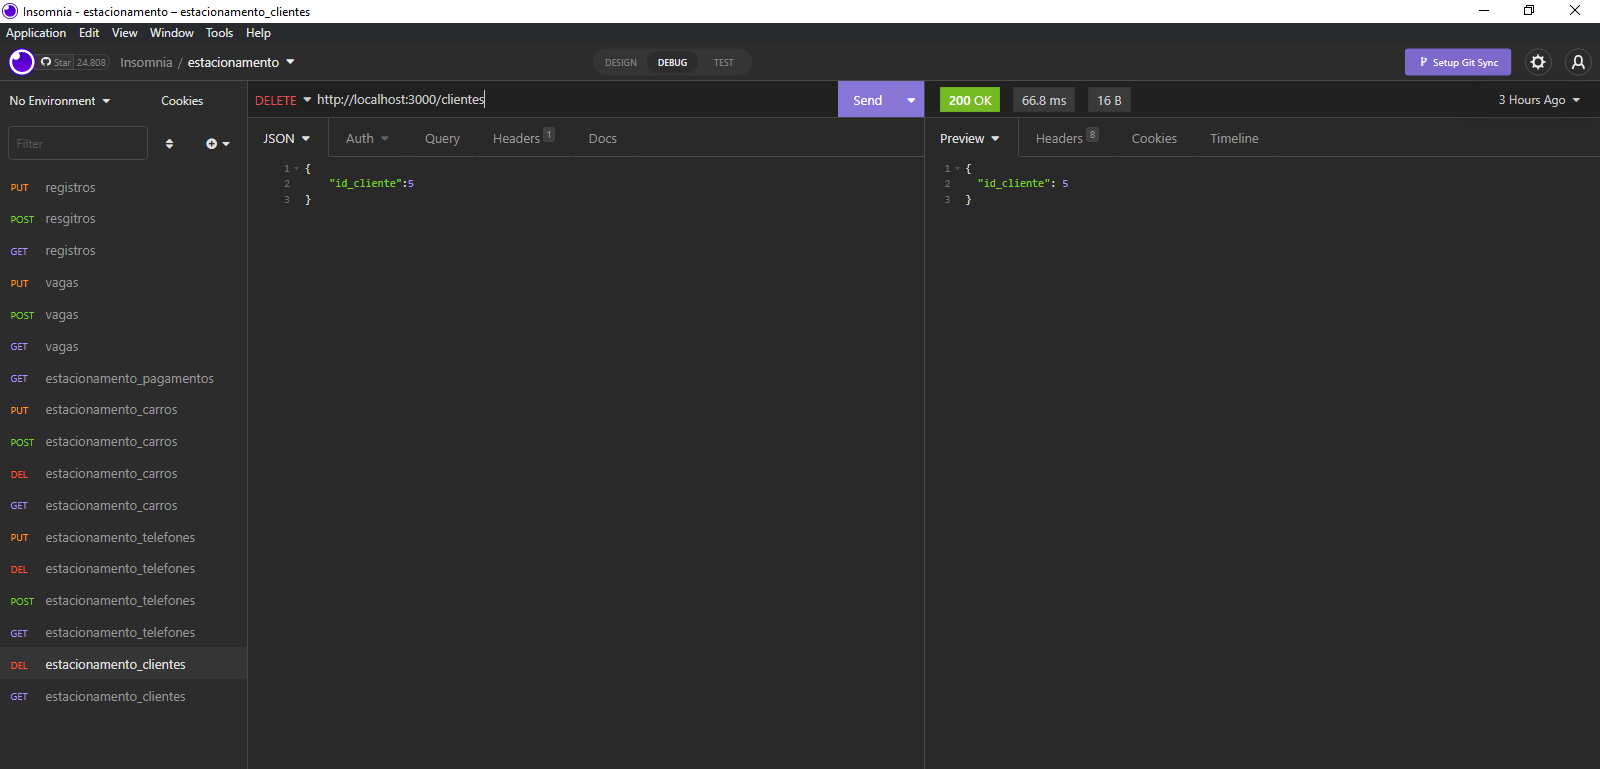 Insomnia - estacionamento – estacionamento_clientes
Application Edit View Window Tools Help
Star 24.808 Insomnia / estacionamento DESIGN DEBUG TEST Setup Git Sync
No Environment Cookies DELETE http://localhost:3000/clientes Send 200 OK 66.8 ms 16 B 3 Hours Ago
Filter
JSON Auth Query Headers 1 Docs
Preview Headers 8 Cookies Timeline
1 {
2 "id_cliente":5
3 }
1 {
2 "id_cliente": 5
3 }
PUT registros
POST resgitros
GET registros
PUT vagas
POST vagas
GET vagas
GET estacionamento_pagamentos
PUT estacionamento_carros
POST estacionamento_carros
DEL estacionamento_carros
GET estacionamento_carros
PUT estacionamento_telefones
DEL estacionamento_telefones
POST estacionamento_telefones
GET estacionamento_telefones
DEL estacionamento_clientes
GET estacionamento_clientes